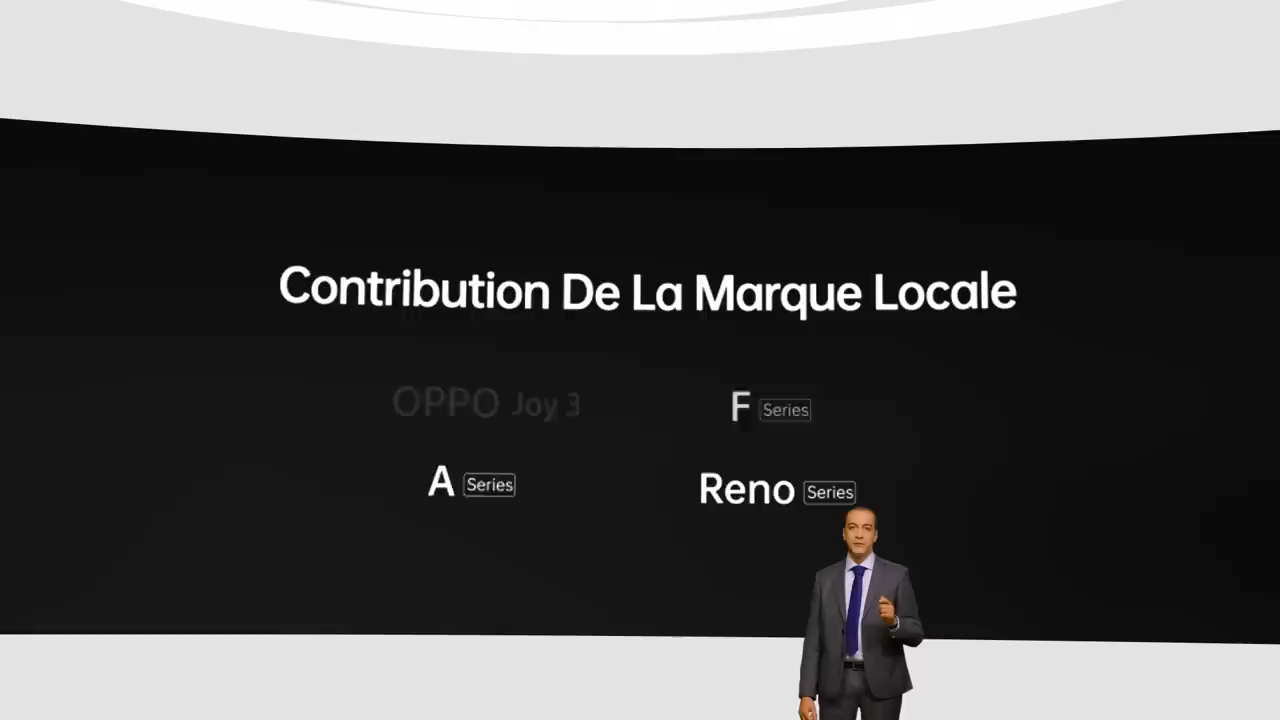 Contribution De La Marque Locale
OPPO Joy 3
F Series
A Series
Reno Series